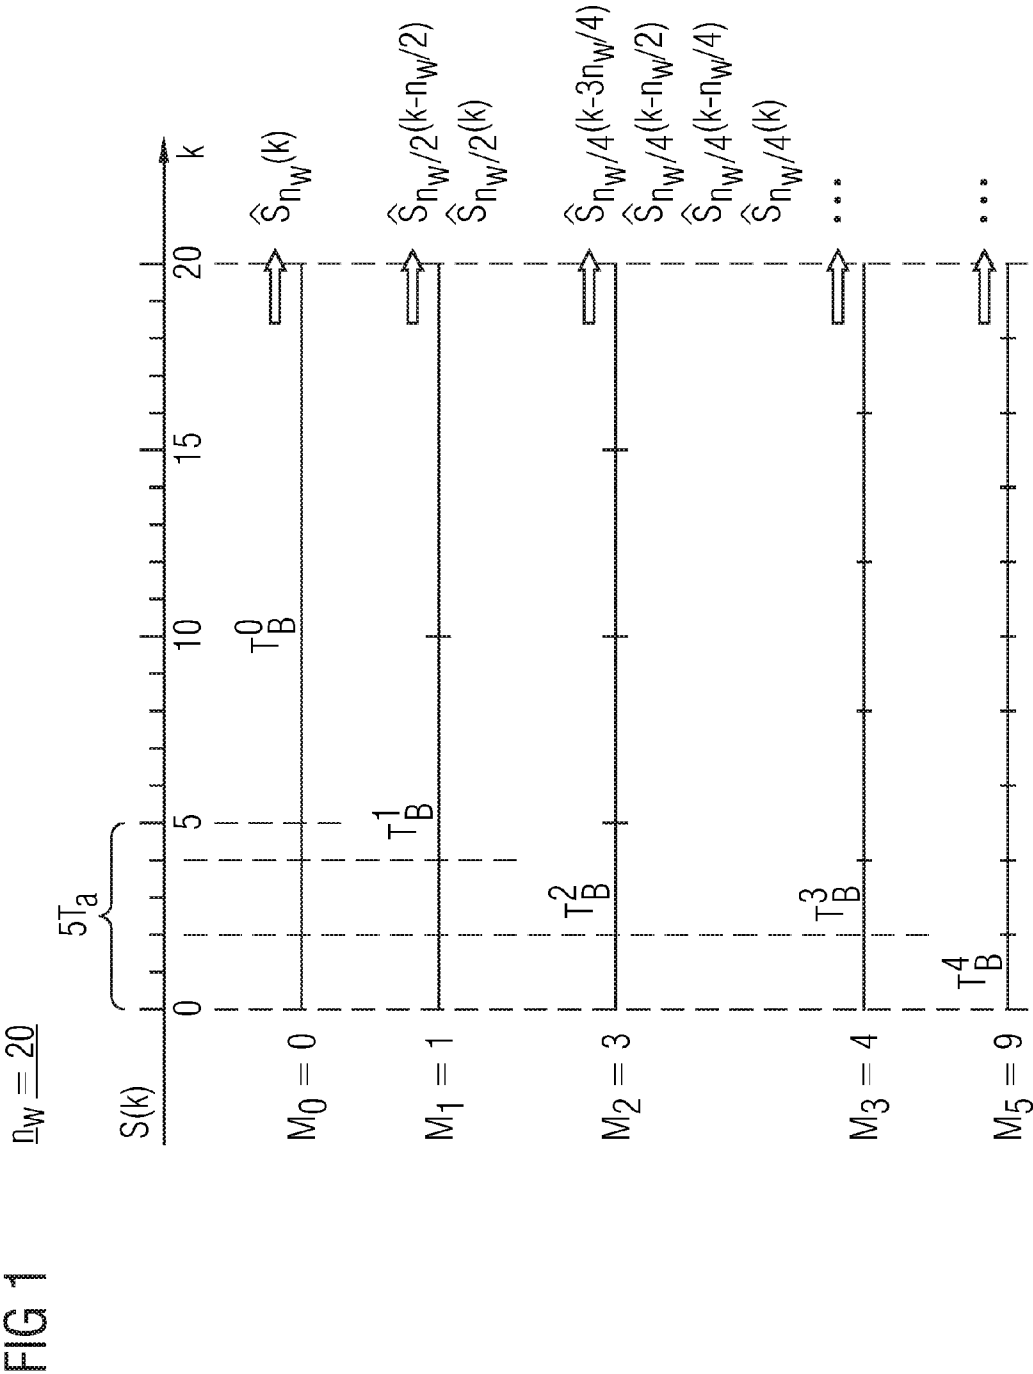 FIG 1
n_W = 20
5T_a
S(k)
0 5 10 15 20 k
M_0 = 0
T_B^0
Ŝ_{n_W}(k)
M_1 = 1
T_B^1
Ŝ_{n_W/2}(k-n_W/2)
Ŝ_{n_W/2}(k)
M_2 = 3
T_B^2
Ŝ_{n_W/4}(k-3n_W/4)
Ŝ_{n_W/4}(k-n_W/2)
Ŝ_{n_W/4}(k-n_W/4)
Ŝ_{n_W/4}(k)
M_3 = 4
T_B^3
...
M_5 = 9
T_B^4
...